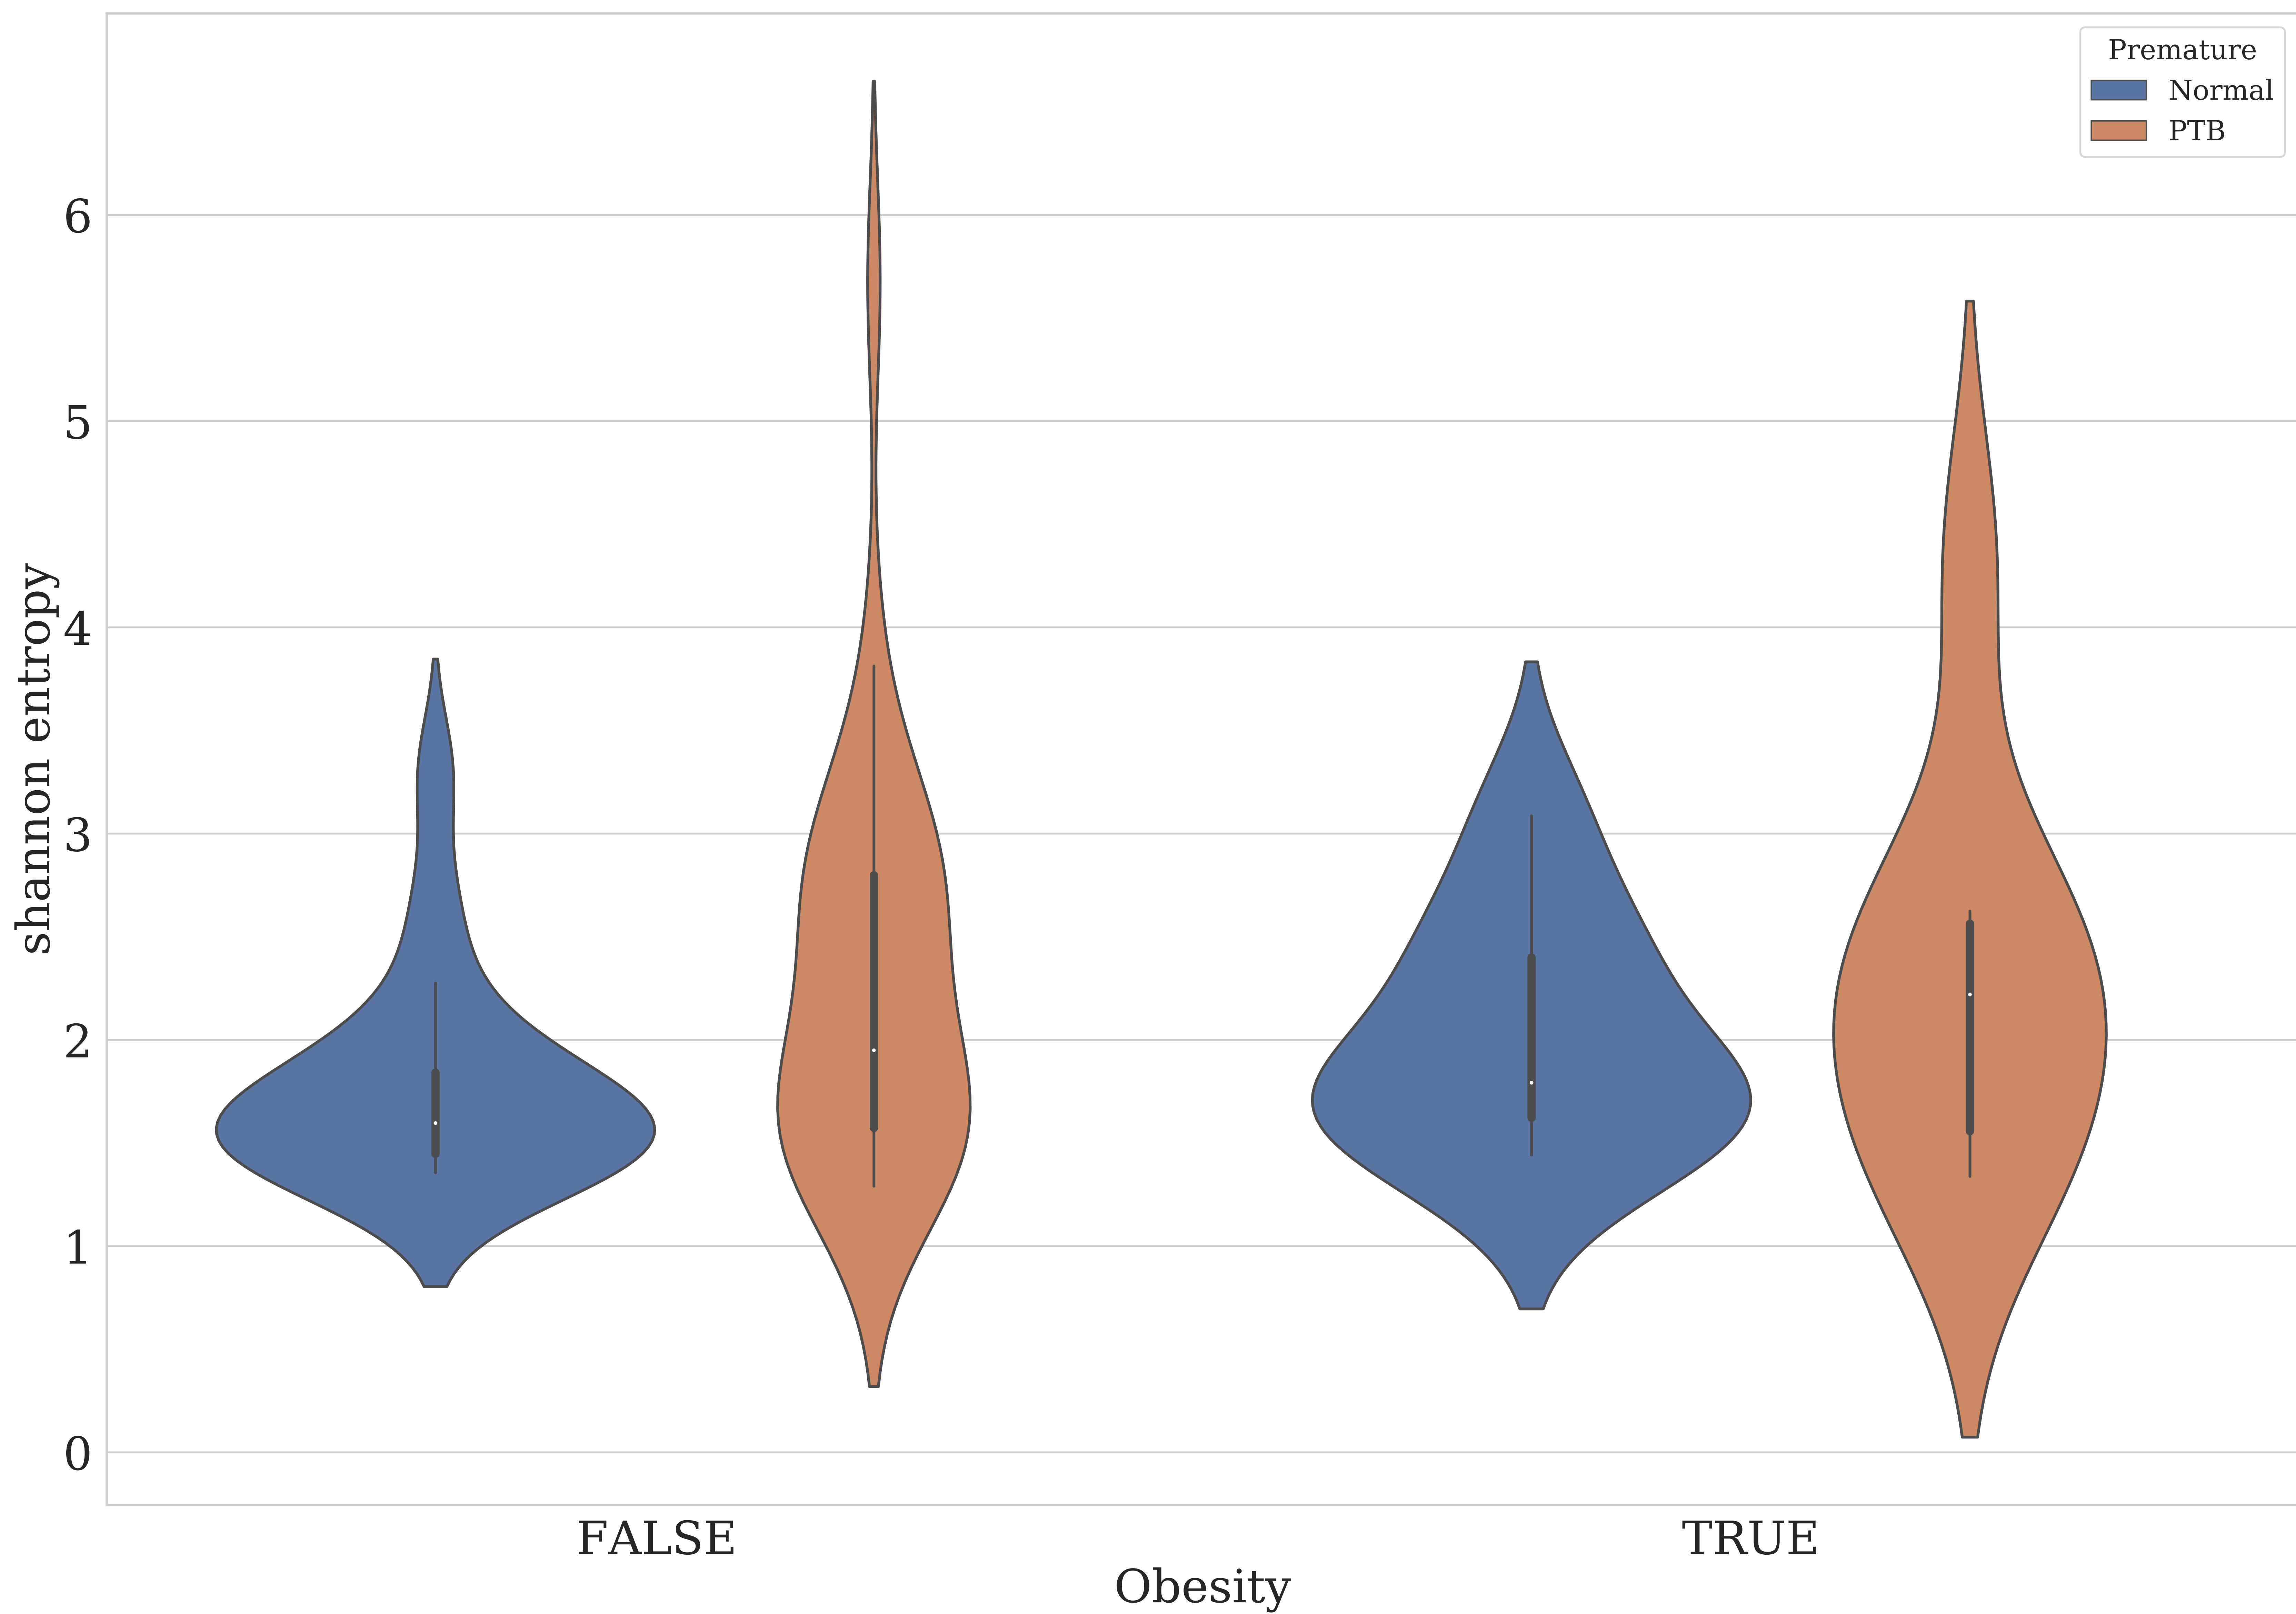 Premature
Normal
PTB
6
5
4
3
2
1
0
shannon entropy
FALSE
TRUE
Obesity